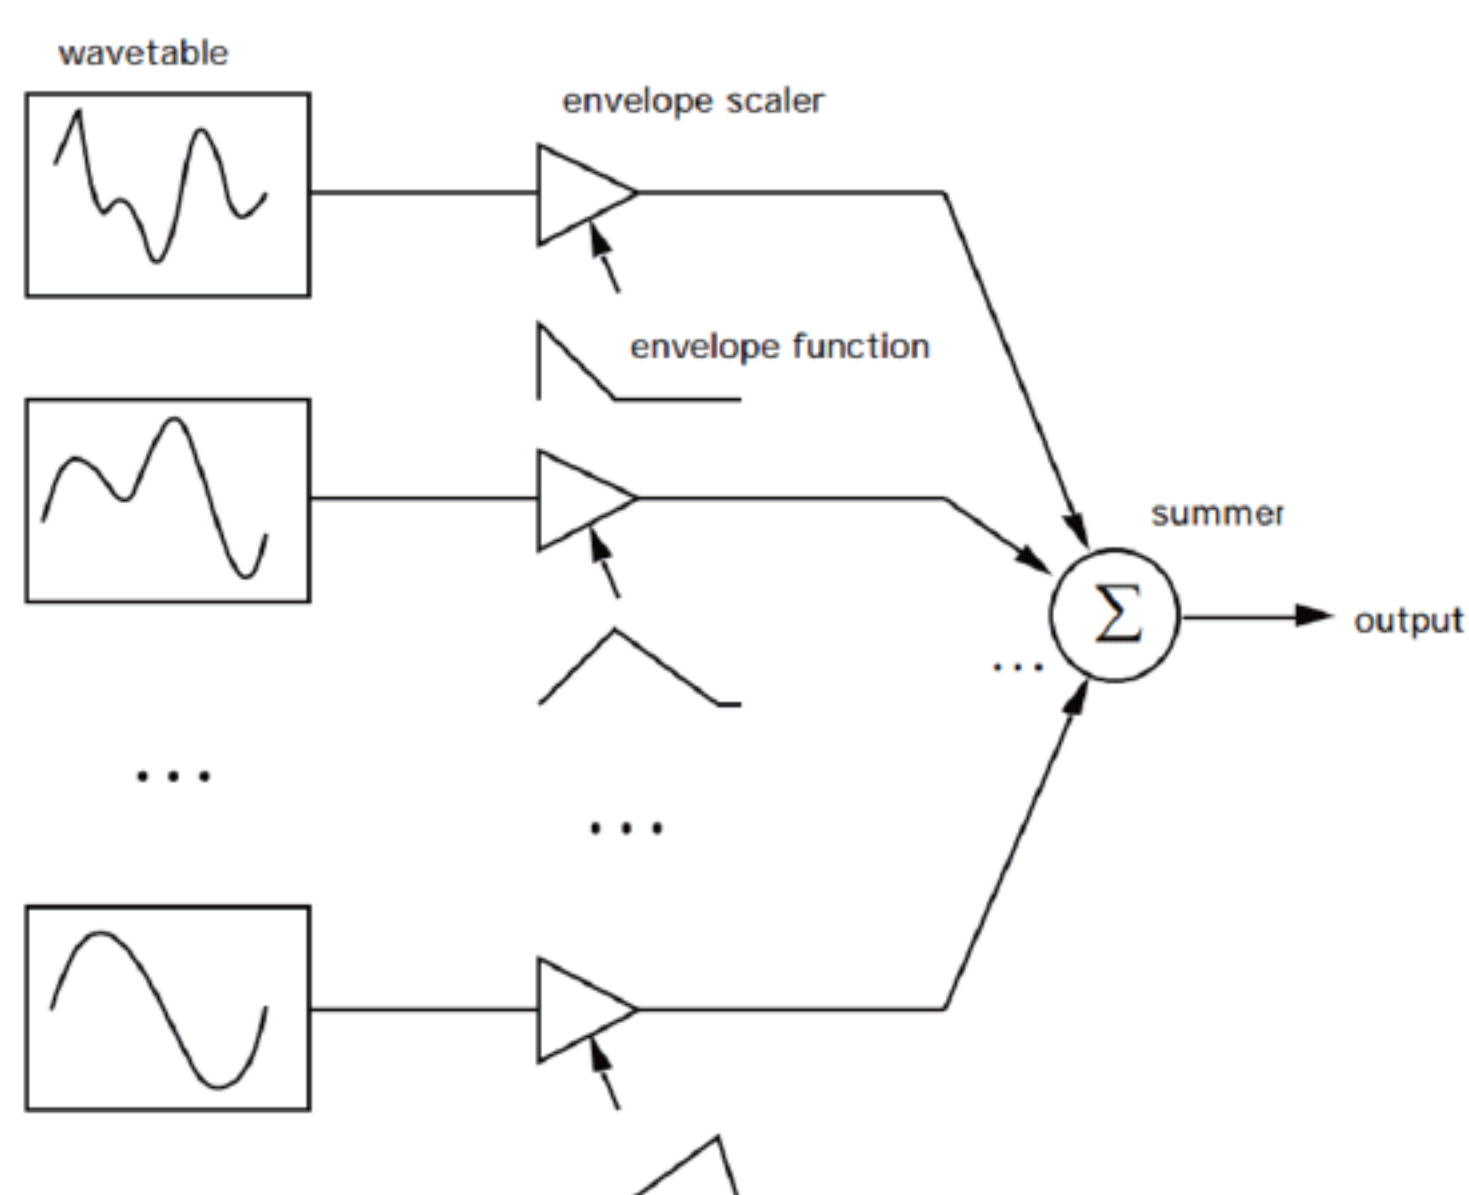 wavetable
envelope scaler
envelope function
summer
Σ
...
output
...
...